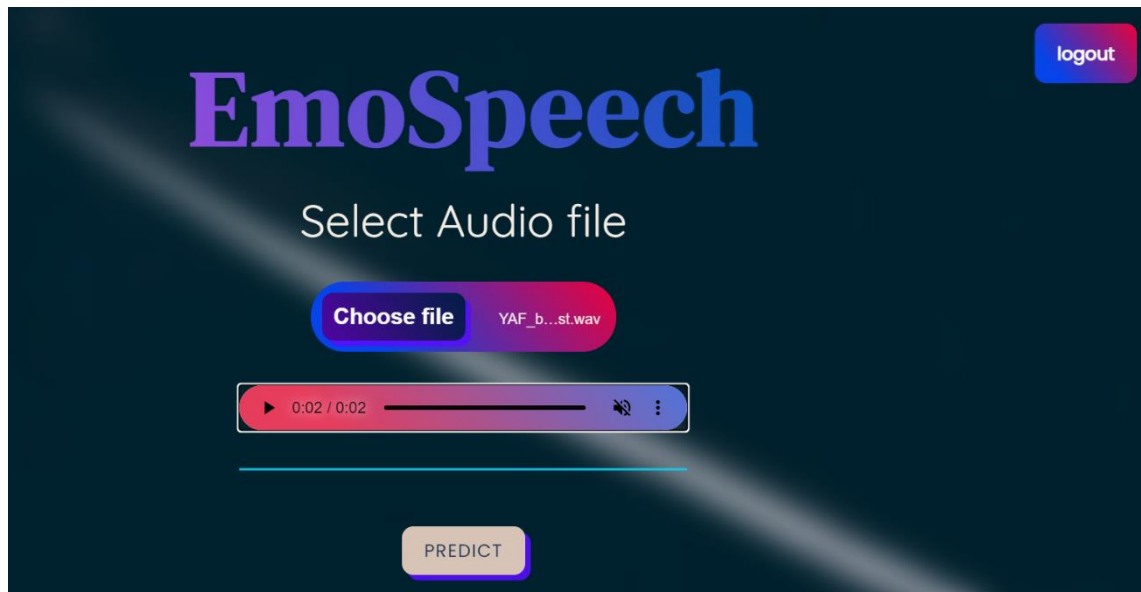 logout
EmoSpeech
Select Audio file
Choose file YAF_b...st.wav
0:02 / 0:02
PREDICT